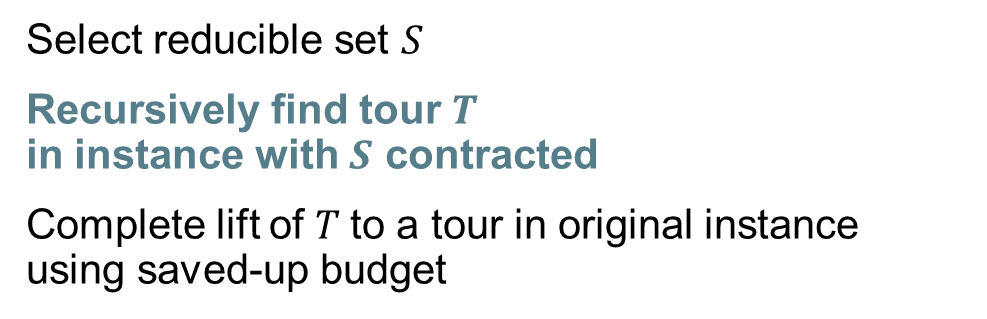 Select reducible set 𝑆
Recursively find tour 𝑻
in instance with 𝑺 contracted
Complete lift of 𝑇 to a tour in original instance
using saved-up budget